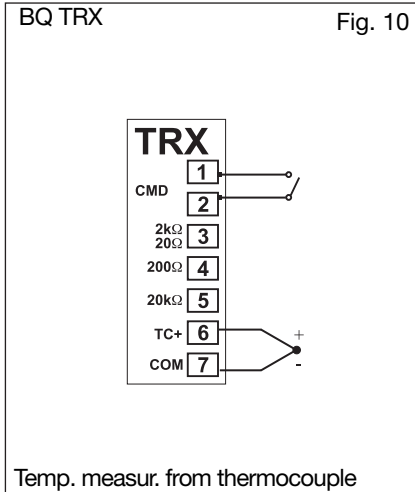 BQ TRX Fig. 10
TRX
1
CMD
2
2kΩ
20Ω 3
200Ω 4
20kΩ 5
TC+ 6 +
COM 7 -
Temp. measur. from thermocouple